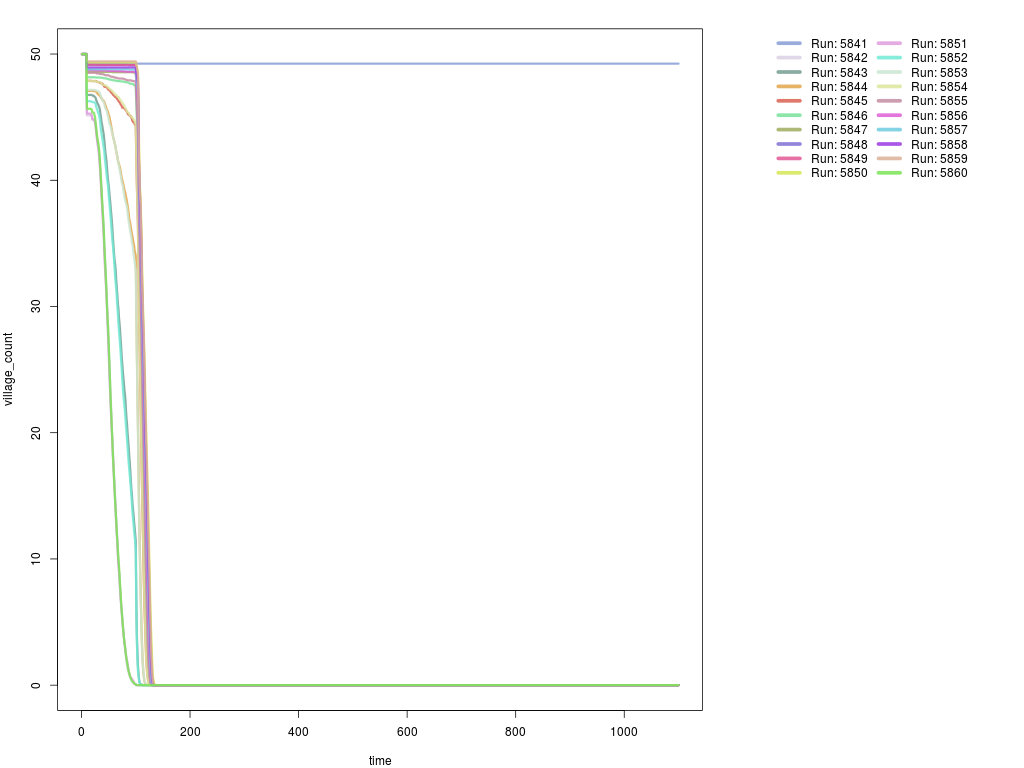 Run: 5841 Run: 5851
Run: 5842 Run: 5852
Run: 5843 Run: 5853
Run: 5844 Run: 5854
Run: 5845 Run: 5855
Run: 5846 Run: 5856
Run: 5847 Run: 5857
Run: 5848 Run: 5858
Run: 5849 Run: 5859
Run: 5850 Run: 5860
village_count
50
40
30
20
10
0
0 200 400 600 800 1000
time